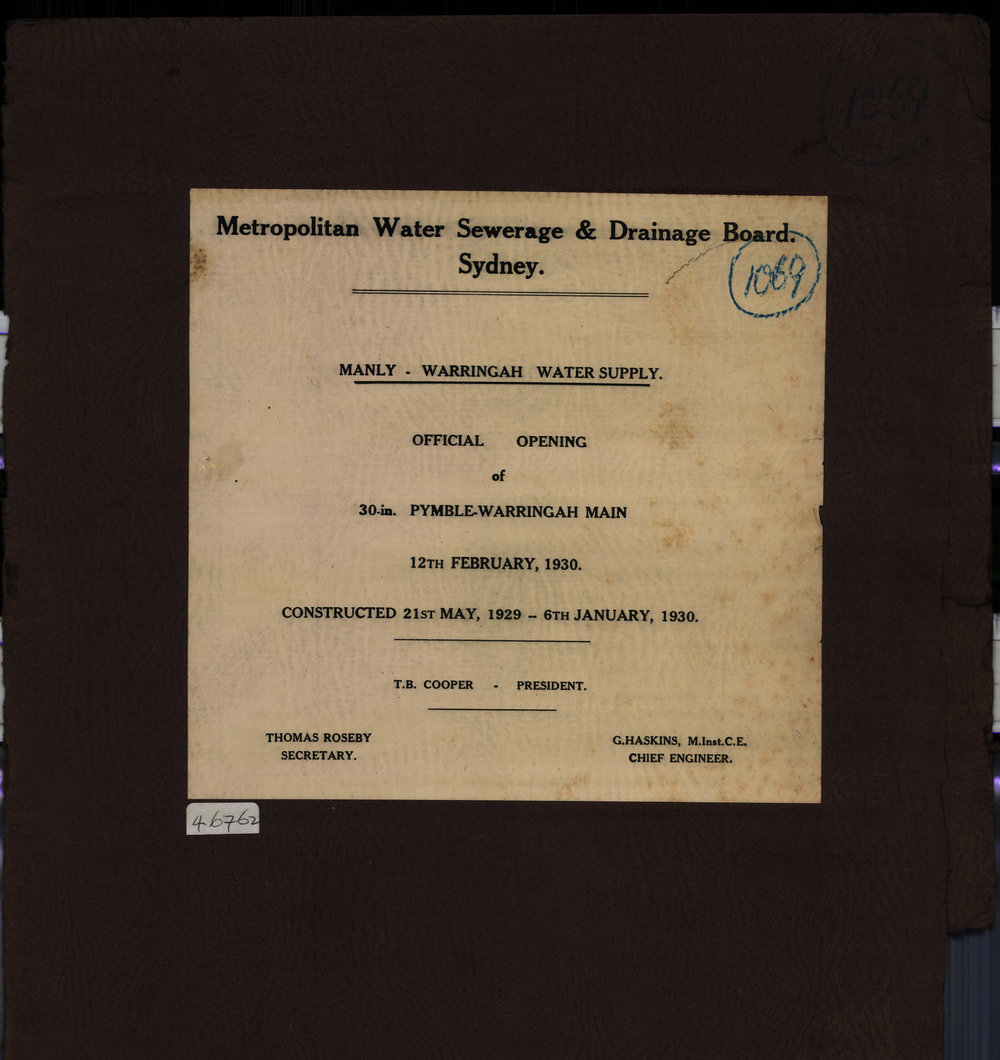 Metropolitan Water Sewerage & Drainage Board.
Sydney.
1069
MANLY - WARRINGAH WATER SUPPLY.
OFFICIAL OPENING
of
30-in. PYMBLE-WARRINGAH MAIN
12TH FEBRUARY, 1930.
CONSTRUCTED 21ST MAY, 1929 -- 6TH JANUARY, 1930.
T.B. COOPER - PRESIDENT.
THOMAS ROSEBY
SECRETARY.
G.HASKINS, M.Inst.C.E.
CHIEF ENGINEER.
46762